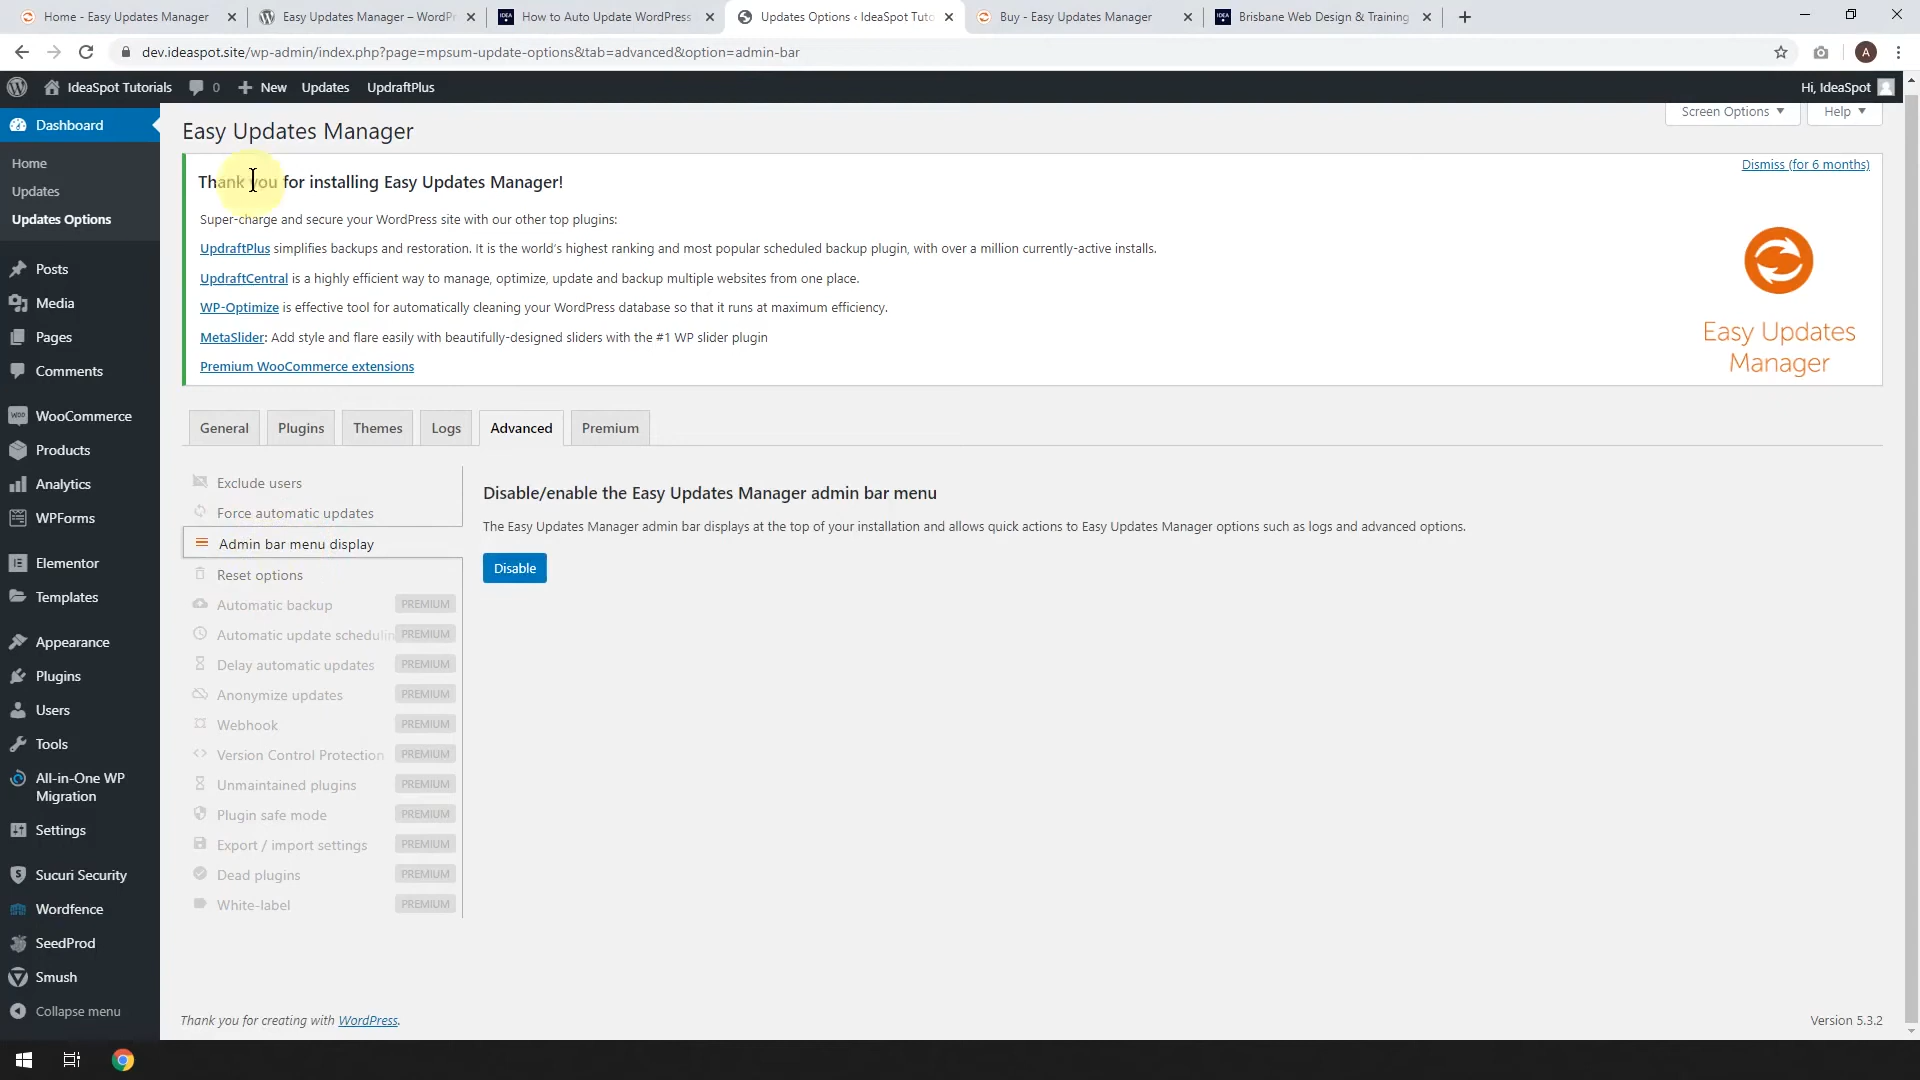 Home - Easy Updates Manager
Easy Updates Manager – WordPr
How to Auto Update WordPress
Updates Options ‹ IdeaSpot Tuto
Buy - Easy Updates Manager
Brisbane Web Design & Training
dev.ideaspot.site/wp-admin/index.php?page=mpsum-update-options&tab=advanced&option=admin-bar
A
IdeaSpot Tutorials
0
New
Updates
UpdraftPlus
Hi, IdeaSpot
Dashboard
Home
Updates
Updates Options
Posts
Media
Pages
Comments
WooCommerce
Products
Analytics
WPForms
Elementor
Templates
Appearance
Plugins
Users
Tools
All-in-One WP
Migration
Settings
Sucuri Security
Wordfence
SeedProd
Smush
Collapse menu
Screen Options
Help
Easy Updates Manager
Dismiss (for 6 months)
Thank you for installing Easy Updates Manager!
Super-charge and secure your WordPress site with our other top plugins:
UpdraftPlus simplifies backups and restoration. It is the world's highest ranking and most popular scheduled backup plugin, with over a million currently-active installs.
UpdraftCentral is a highly efficient way to manage, optimize, update and backup multiple websites from one place.
WP-Optimize is effective tool for automatically cleaning your WordPress database so that it runs at maximum efficiency.
MetaSlider: Add style and flare easily with beautifully-designed sliders with the #1 WP slider plugin
Premium WooCommerce extensions
Easy Updates
Manager
General
Plugins
Themes
Logs
Advanced
Premium
Exclude users
Force automatic updates
Admin bar menu display
Reset options
Automatic backup PREMIUM
Automatic update schedulin PREMIUM
Delay automatic updates PREMIUM
Anonymize updates PREMIUM
Webhook PREMIUM
Version Control Protection PREMIUM
Unmaintained plugins PREMIUM
Plugin safe mode PREMIUM
Export / import settings PREMIUM
Dead plugins PREMIUM
White-label PREMIUM
Disable/enable the Easy Updates Manager admin bar menu
The Easy Updates Manager admin bar displays at the top of your installation and allows quick actions to Easy Updates Manager options such as logs and advanced options.
Disable
Thank you for creating with WordPress.
Version 5.3.2